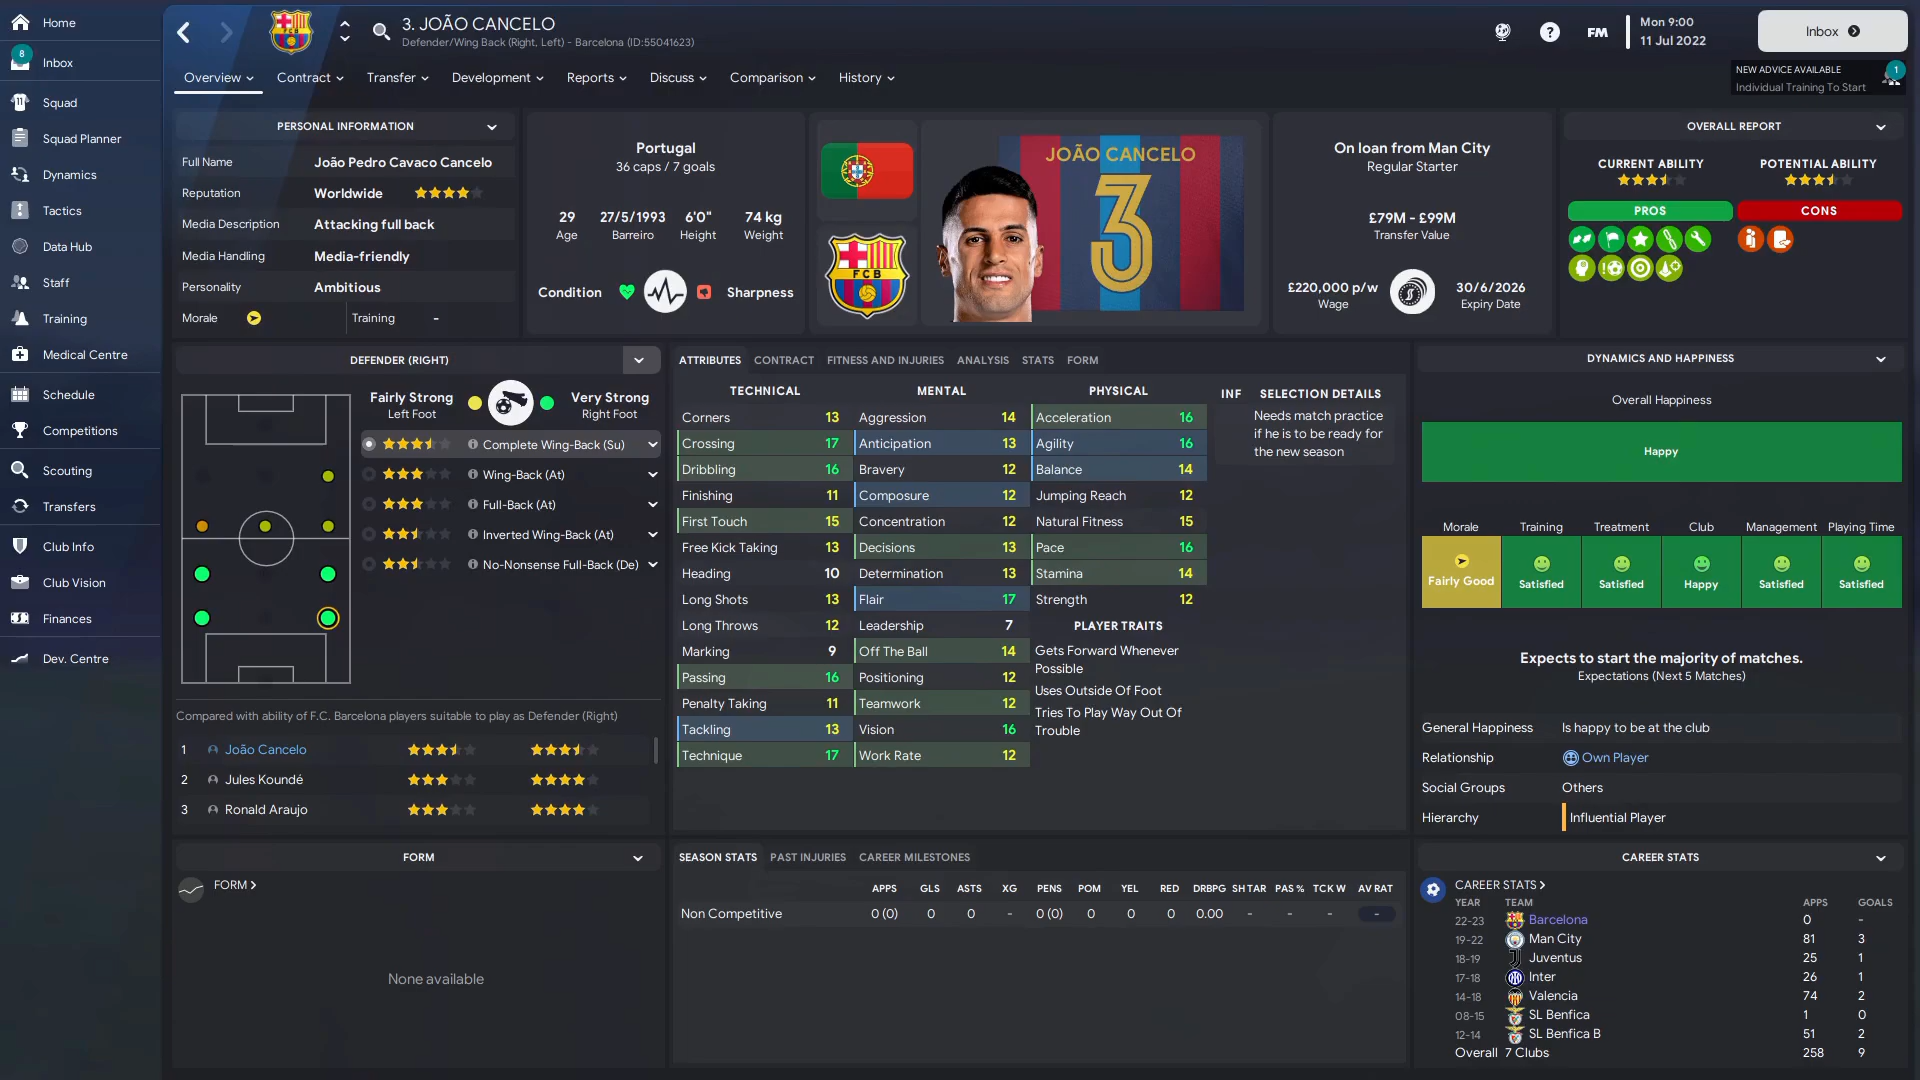 Home
8
Inbox
Squad
Squad Planner
Dynamics
Tactics
Data Hub
Staff
Training
Medical Centre
Schedule
Competitions
Scouting
Transfers
Club Info
Club Vision
Finances
Dev. Centre
3. JOÃO CANCELO
Defender/Wing Back (Right, Left) - Barcelona (ID:55041623)
FM
Mon 9:00
11 Jul 2022
Inbox
Overview Contract Transfer Development Reports Discuss Comparison History
NEW ADVICE AVAILABLE
Individual Training To Start
1
PERSONAL INFORMATION
Full Name João Pedro Cavaco Cancelo
Reputation Worldwide
Media Description Attacking full back
Media Handling Media-friendly
Personality Ambitious
Morale Training -
Portugal
36 caps / 7 goals
29 27/5/1993 6'0" 74 kg
Age Barreiro Height Weight
Condition Sharpness
FCB
JOÃO CANCELO
3
On loan from Man City
Regular Starter
£79M - £99M
Transfer Value
£220,000 p/w 30/6/2026
Wage Expiry Date
OVERALL REPORT
CURRENT ABILITY POTENTIAL ABILITY
PROS CONS
DEFENDER (RIGHT)
Fairly Strong Very Strong
Left Foot Right Foot
Complete Wing-Back (Su)
Wing-Back (At)
Full-Back (At)
Inverted Wing-Back (At)
No-Nonsense Full-Back (De)
Compared with ability of F.C. Barcelona players suitable to play as Defender (Right)
1 João Cancelo
2 Jules Koundé
3 Ronald Araujo
ATTRIBUTES CONTRACT FITNESS AND INJURIES ANALYSIS STATS FORM
TECHNICAL MENTAL PHYSICAL
Corners 13 Aggression 14 Acceleration 16
Crossing 17 Anticipation 13 Agility 16
Dribbling 16 Bravery 12 Balance 14
Finishing 11 Composure 12 Jumping Reach 12
First Touch 15 Concentration 12 Natural Fitness 15
Free Kick Taking 13 Decisions 13 Pace 16
Heading 10 Determination 13 Stamina 14
Long Shots 13 Flair 17 Strength 12
Long Throws 12 Leadership 7
Marking 9 Off The Ball 14
Passing 16 Positioning 12
Penalty Taking 11 Teamwork 12
Tackling 13 Vision 16
Technique 17 Work Rate 12
PLAYER TRAITS
Gets Forward Whenever
Possible
Uses Outside Of Foot
Tries To Play Way Out Of
Trouble
INF SELECTION DETAILS
Needs match practice
if he is to be ready for
the new season
DYNAMICS AND HAPPINESS
Overall Happiness
Happy
Morale Training Treatment Club Management Playing Time
Fairly Good Satisfied Satisfied Happy Satisfied Satisfied
Expects to start the majority of matches.
Expectations (Next 5 Matches)
General Happiness Is happy to be at the club
Relationship Own Player
Social Groups Others
Hierarchy Influential Player
FORM
FORM
None available
SEASON STATS PAST INJURIES CAREER MILESTONES
APPS GLS ASTS XG PENS POM YEL RED DRBPG SH TAR PAS % TCK W AV RAT
Non Competitive 0 (0) 0 0 - 0 (0) 0 0 0 0.00 - - - -
CAREER STATS
CAREER STATS
YEAR TEAM APPS GOALS
22-23 Barcelona 0 -
19-22 Man City 81 3
18-19 Juventus 25 1
17-18 Inter 26 1
14-18 Valencia 74 2
08-15 SL Benfica 1 0
12-14 SL Benfica B 51 2
Overall 7 Clubs 258 9